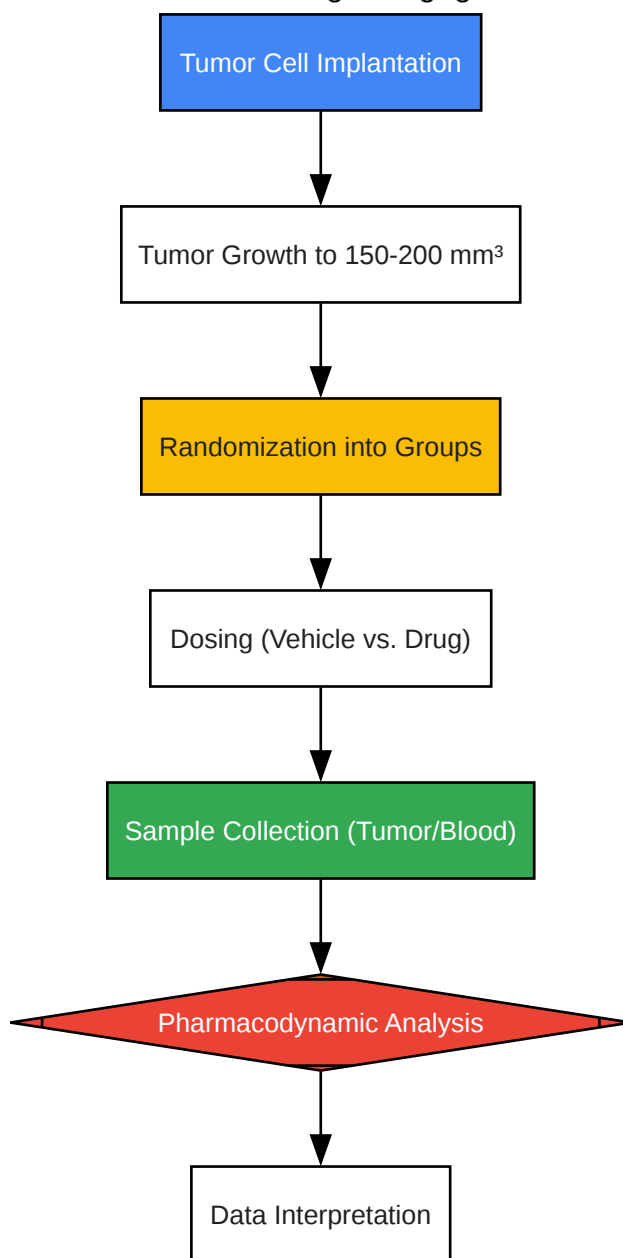 Tumor Cell Implantation
Tumor Growth to 150-200 mm³
Randomization into Groups
Dosing (Vehicle vs. Drug)
Sample Collection (Tumor/Blood)
Pharmacodynamic Analysis
Data Interpretation